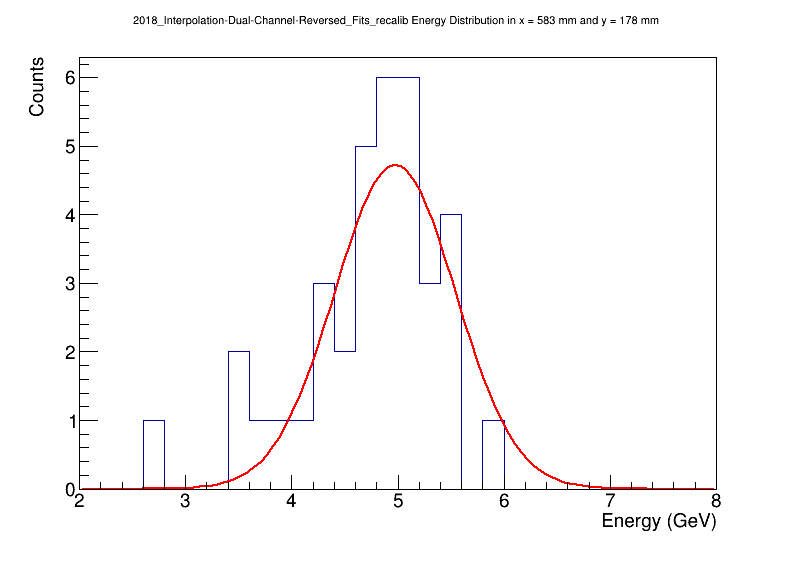 2018_Interpolation-Dual-Channel-Reversed_Fits_recalib Energy Distribution in x = 583 mm and y = 178 mm
Counts
6
5
4
3
2
1
0
2 3 4 5 6 7 8
Energy (GeV)